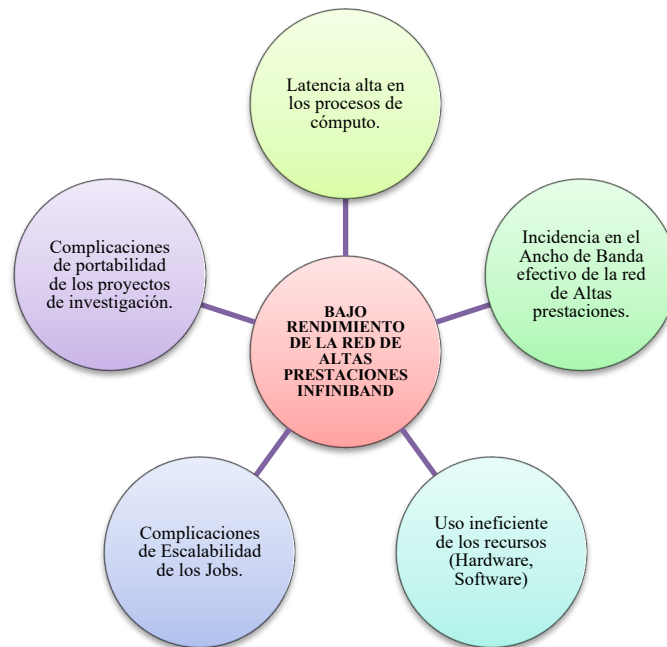 Latencia alta en
los procesos de
cómputo.
Incidencia en el
Ancho de Banda
efectivo de la red
de Altas
prestaciones.
Uso ineficiente
de los recursos
(Hardware,
Software)
Complicaciones
de Escalabilidad
de los Jobs.
Complicaciones
de portabilidad
de los proyectos
de investigación.
BAJO
RENDIMIENTO
DE LA RED DE
ALTAS
PRESTACIONES
INFINIBAND